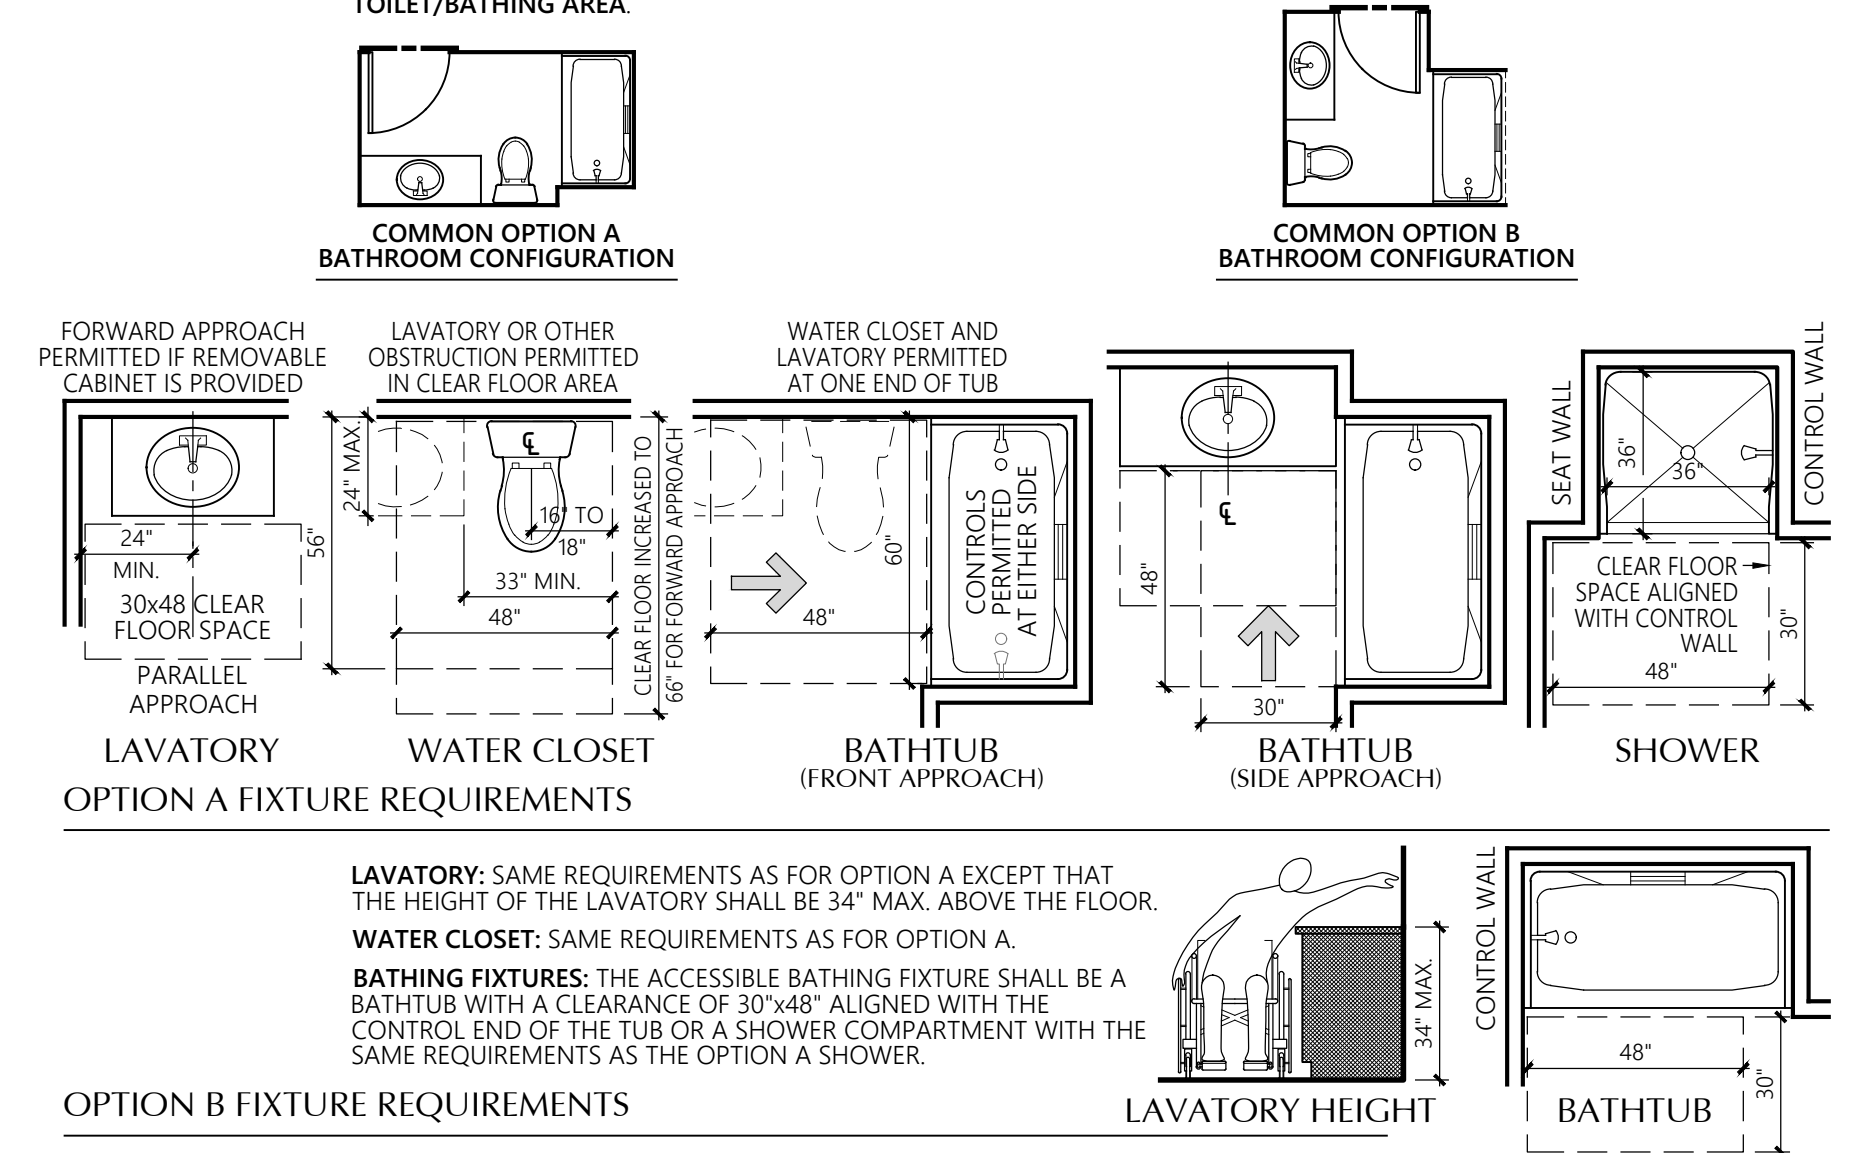 TOILET/BATHING AREA.
COMMON OPTION A
BATHROOM CONFIGURATION
COMMON OPTION B
BATHROOM CONFIGURATION
FORWARD APPROACH
PERMITTED IF REMOVABLE
CABINET IS PROVIDED
24"
MIN.
30x48 CLEAR
FLOOR SPACE
PARALLEL
APPROACH
LAVATORY
LAVATORY OR OTHER
OBSTRUCTION PERMITTED
IN CLEAR FLOOR AREA
56"
24" MAX.
℄
16" TO
18"
33" MIN.
48"
CLEAR FLOOR INCREASED TO
66" FOR FORWARD APPROACH
WATER CLOSET
WATER CLOSET AND
LAVATORY PERMITTED
AT ONE END OF TUB
60"
48"
CONTROLS
PERMITTED
AT EITHER SIDE
BATHTUB
(FRONT APPROACH)
℄
48"
30"
BATHTUB
(SIDE APPROACH)
SEAT WALL
CONTROL WALL
36"
36"
CLEAR FLOOR
SPACE ALIGNED
WITH CONTROL
WALL
48"
30"
SHOWER
OPTION A FIXTURE REQUIREMENTS
LAVATORY: SAME REQUIREMENTS AS FOR OPTION A EXCEPT THAT
THE HEIGHT OF THE LAVATORY SHALL BE 34" MAX. ABOVE THE FLOOR.
WATER CLOSET: SAME REQUIREMENTS AS FOR OPTION A.
BATHING FIXTURES: THE ACCESSIBLE BATHING FIXTURE SHALL BE A
BATHTUB WITH A CLEARANCE OF 30"x48" ALIGNED WITH THE
CONTROL END OF THE TUB OR A SHOWER COMPARTMENT WITH THE
SAME REQUIREMENTS AS THE OPTION A SHOWER.
OPTION B FIXTURE REQUIREMENTS
34" MAX.
LAVATORY HEIGHT
CONTROL WALL
48"
30"
BATHTUB